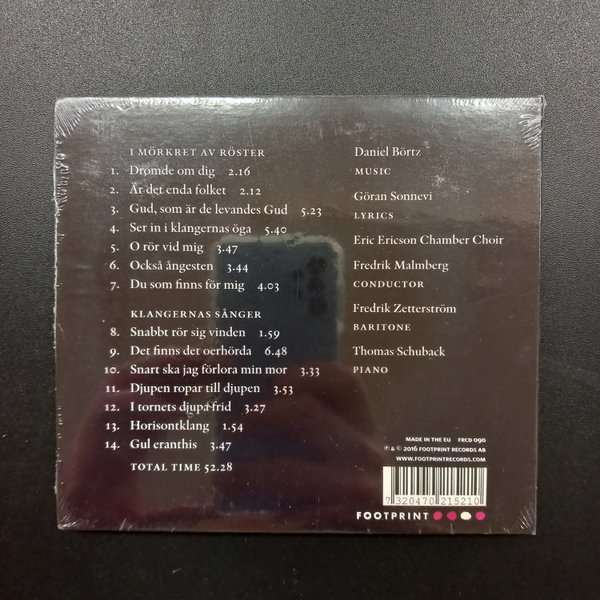 I MÖRKRET AV RÖSTER
1. Drömde om dig 2.16
2. Är det enda folket 2.12
3. Gud, som är de levandes Gud 5.23
4. Ser in i klangernas öga 5.40
5. O rör vid mig 3.47
6. Också ångesten 3.44
7. Du som finns för mig 4.03
KLANGERNAS SÅNGER
8. Snabbt rör sig vinden 1.59
9. Det finns det oerhörda 6.48
10. Snart ska jag förlora min mor 3.33
11. Djupen ropar till djupen 3.53
12. I tornets djupa frid 3.27
13. Horisontklang 1.54
14. Gul eranthis 3.47
TOTAL TIME 52.28
Daniel Börtz
MUSIC
Göran Sonnevi
LYRICS
Eric Ericson Chamber Choir
Fredrik Malmberg
CONDUCTOR
Fredrik Zetterström
BARITONE
Thomas Schuback
PIANO
MADE IN THE EU FRCD 090
℗ & © 2016 FOOTPRINT RECORDS AB
WWW.FOOTPRINTRECORDS.COM
7 320470 215210
FOOTPRINT